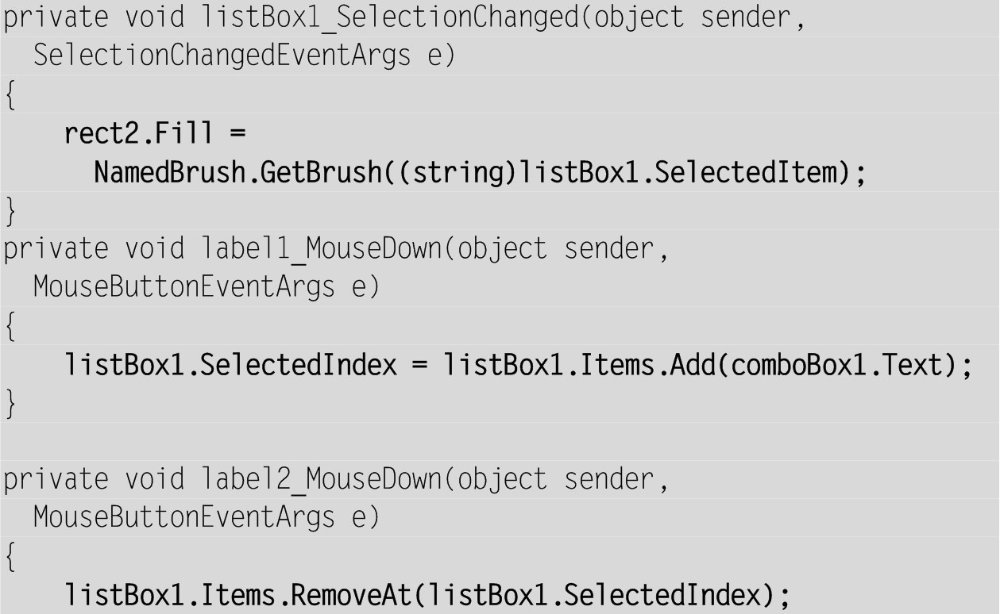 private void listBox1_SelectionChanged(object sender,
  SelectionChangedEventArgs e)
{
    rect2.Fill =
      NamedBrush.GetBrush((string)listBox1.SelectedItem);
}
private void label1_MouseDown(object sender,
  MouseButtonEventArgs e)
{
    listBox1.SelectedIndex = listBox1.Items.Add(comboBox1.Text);
}

private void label2_MouseDown(object sender,
  MouseButtonEventArgs e)
{
    listBox1.Items.RemoveAt(listBox1.SelectedIndex);